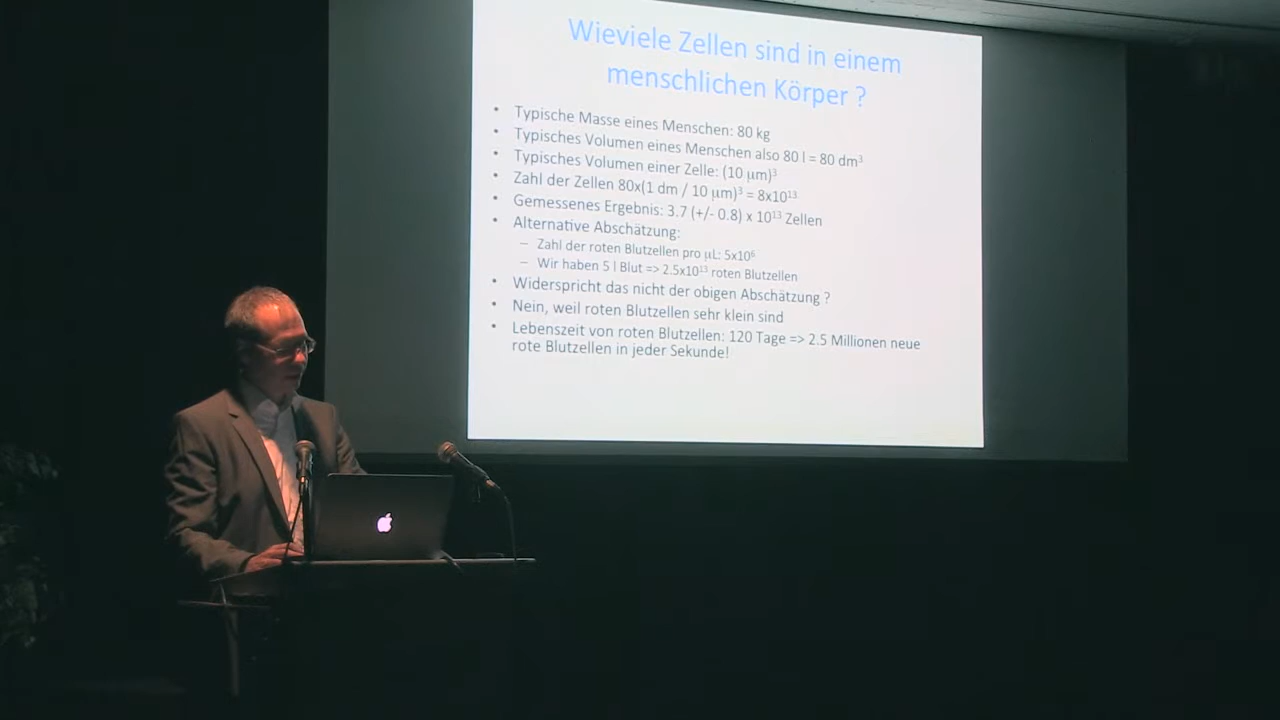 Wieviele Zellen sind in einem
menschlichen Körper ?
• Typische Masse eines Menschen: 80 kg
• Typisches Volumen eines Menschen also 80 l = 80 dm³
• Typisches Volumen einer Zelle: (10 µm)³
• Zahl der Zellen 80x(1 dm / 10 µm)³ = 8x10¹³
• Gemessenes Ergebnis: 3.7 (+/- 0.8) x 10¹³ Zellen
• Alternative Abschätzung:
– Zahl der roten Blutzellen pro µL: 5x10⁶
– Wir haben 5 l Blut => 2.5x10¹³ roten Blutzellen
• Widerspricht das nicht der obigen Abschätzung ?
• Nein, weil roten Blutzellen sehr klein sind
• Lebenszeit von roten Blutzellen: 120 Tage => 2.5 Millionen neue
rote Blutzellen in jeder Sekunde!